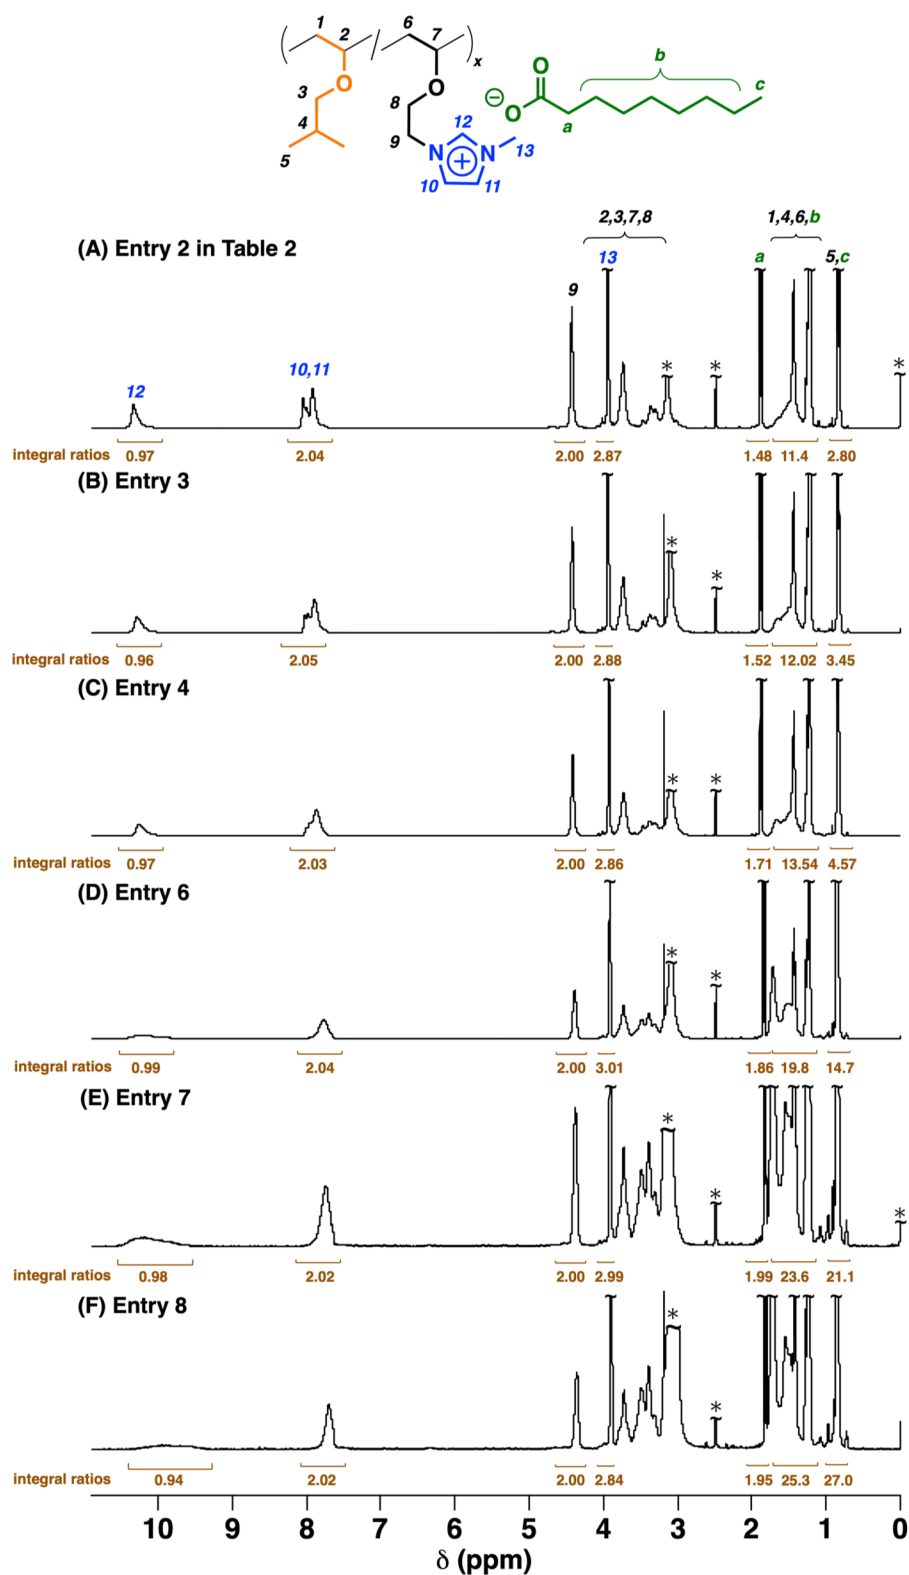 1
2
6
7
x
O
O
3
4
5
8
9
N
N
+
12
13
10
11
O
O
⊖
a
b
c
2,3,7,8
1,4,6,b
(A) Entry 2 in Table 2
13
a
5,c
9
10,11
12
*
*
*
integral ratios 0.97 2.04 2.00 2.87 1.48 11.4 2.80
(B) Entry 3
*
*
integral ratios 0.96 2.05 2.00 2.88 1.52 12.02 3.45
(C) Entry 4
*
*
integral ratios 0.97 2.03 2.00 2.86 1.71 13.54 4.57
(D) Entry 6
*
*
integral ratios 0.99 2.04 2.00 3.01 1.86 19.8 14.7
(E) Entry 7
*
*
*
integral ratios 0.98 2.02 2.00 2.99 1.99 23.6 21.1
(F) Entry 8
*
*
integral ratios 0.94 2.02 2.00 2.84 1.95 25.3 27.0
10 9 8 7 6 5 4 3 2 1 0
δ (ppm)